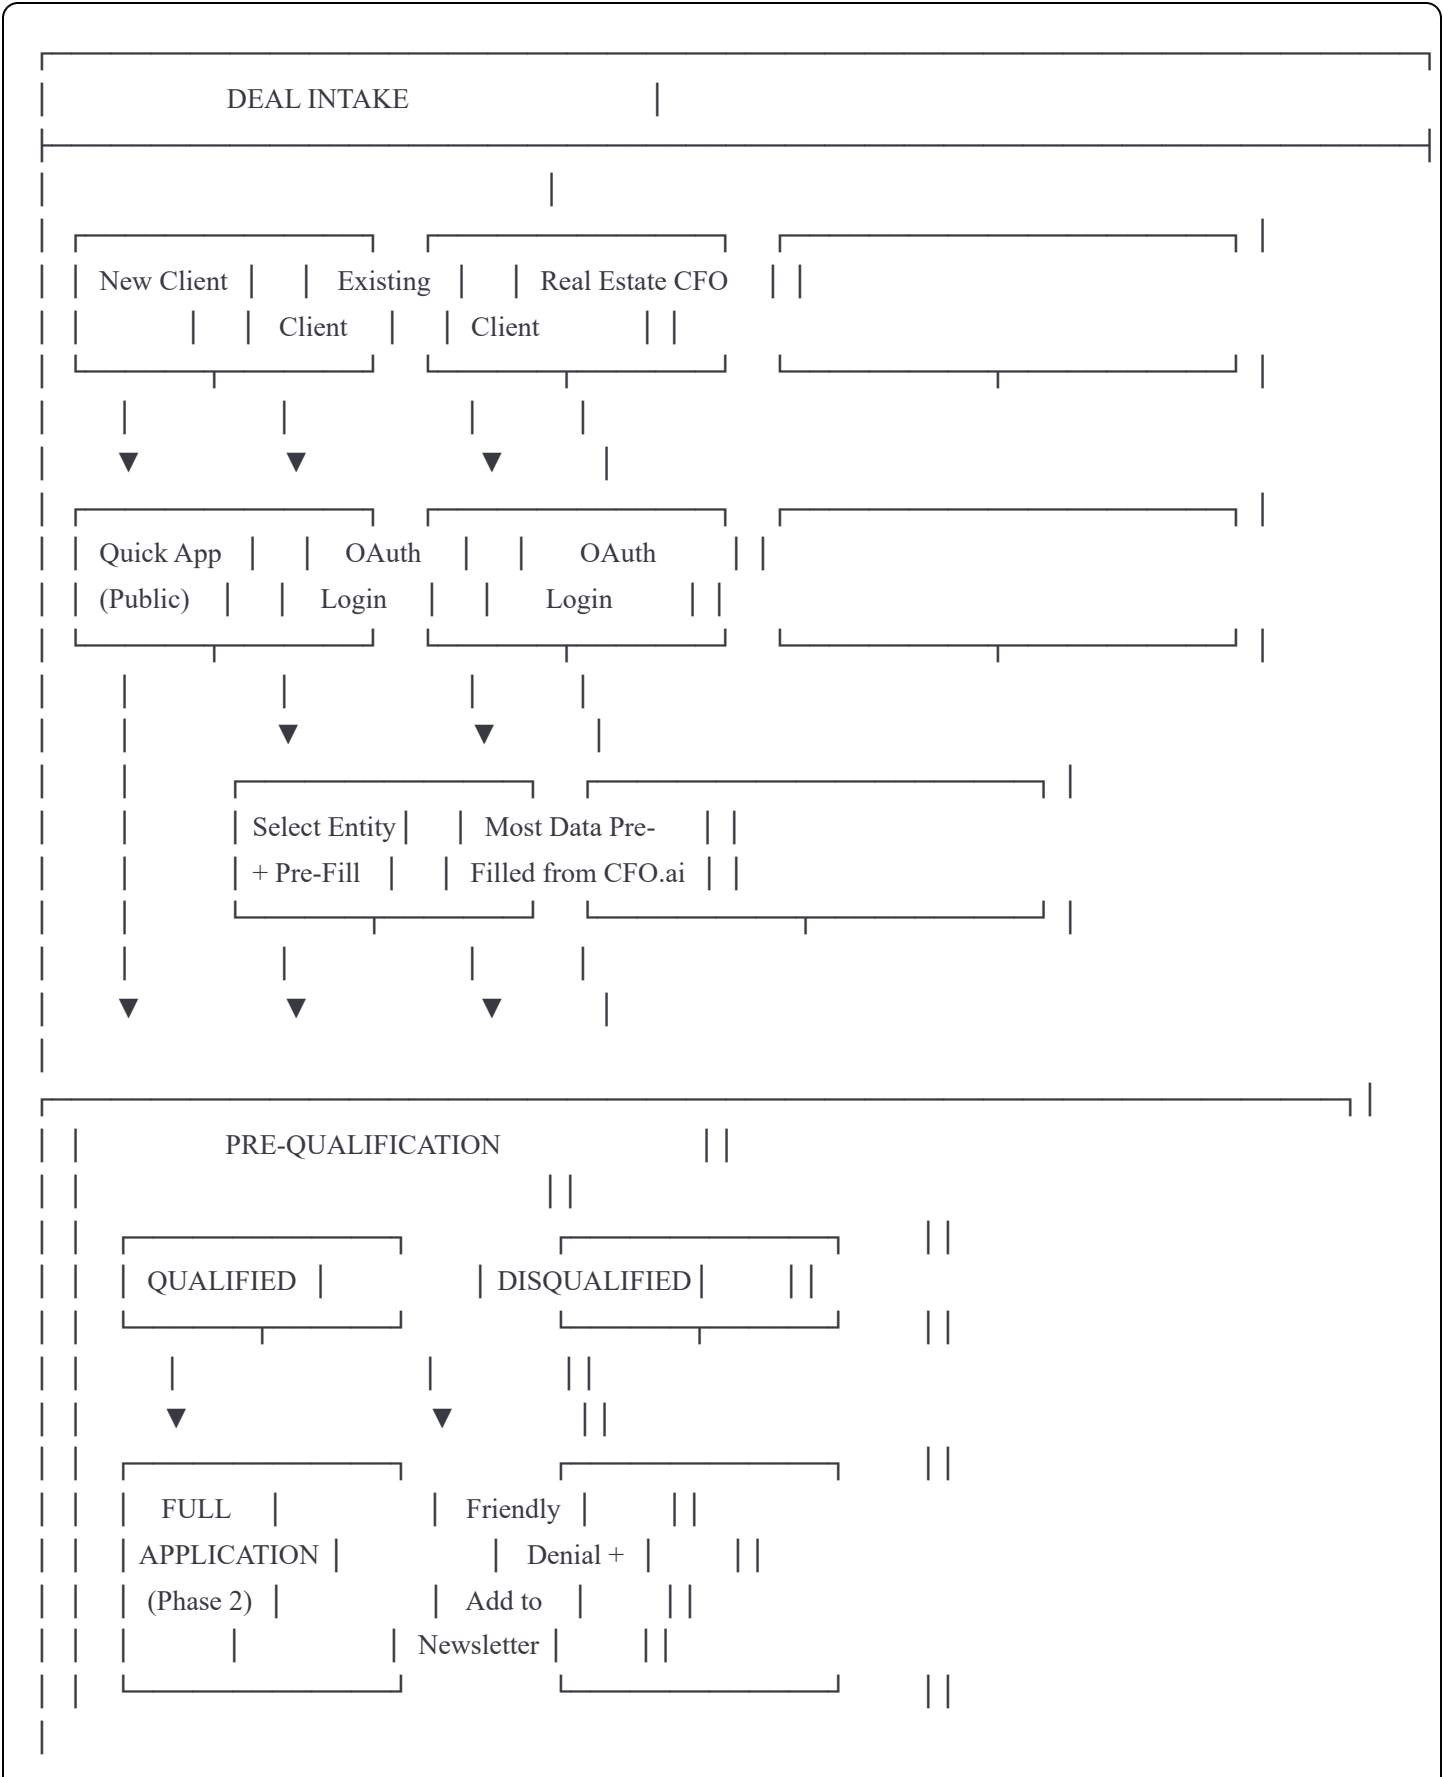 DEAL INTAKE
New Client Existing Real Estate CFO
Client Client
Quick App OAuth OAuth
(Public) Login Login
Select Entity Most Data Pre-
+ Pre-Fill Filled from CFO.ai
PRE-QUALIFICATION
QUALIFIED DISQUALIFIED
FULL Friendly
APPLICATION Denial +
(Phase 2) Add to
Newsletter